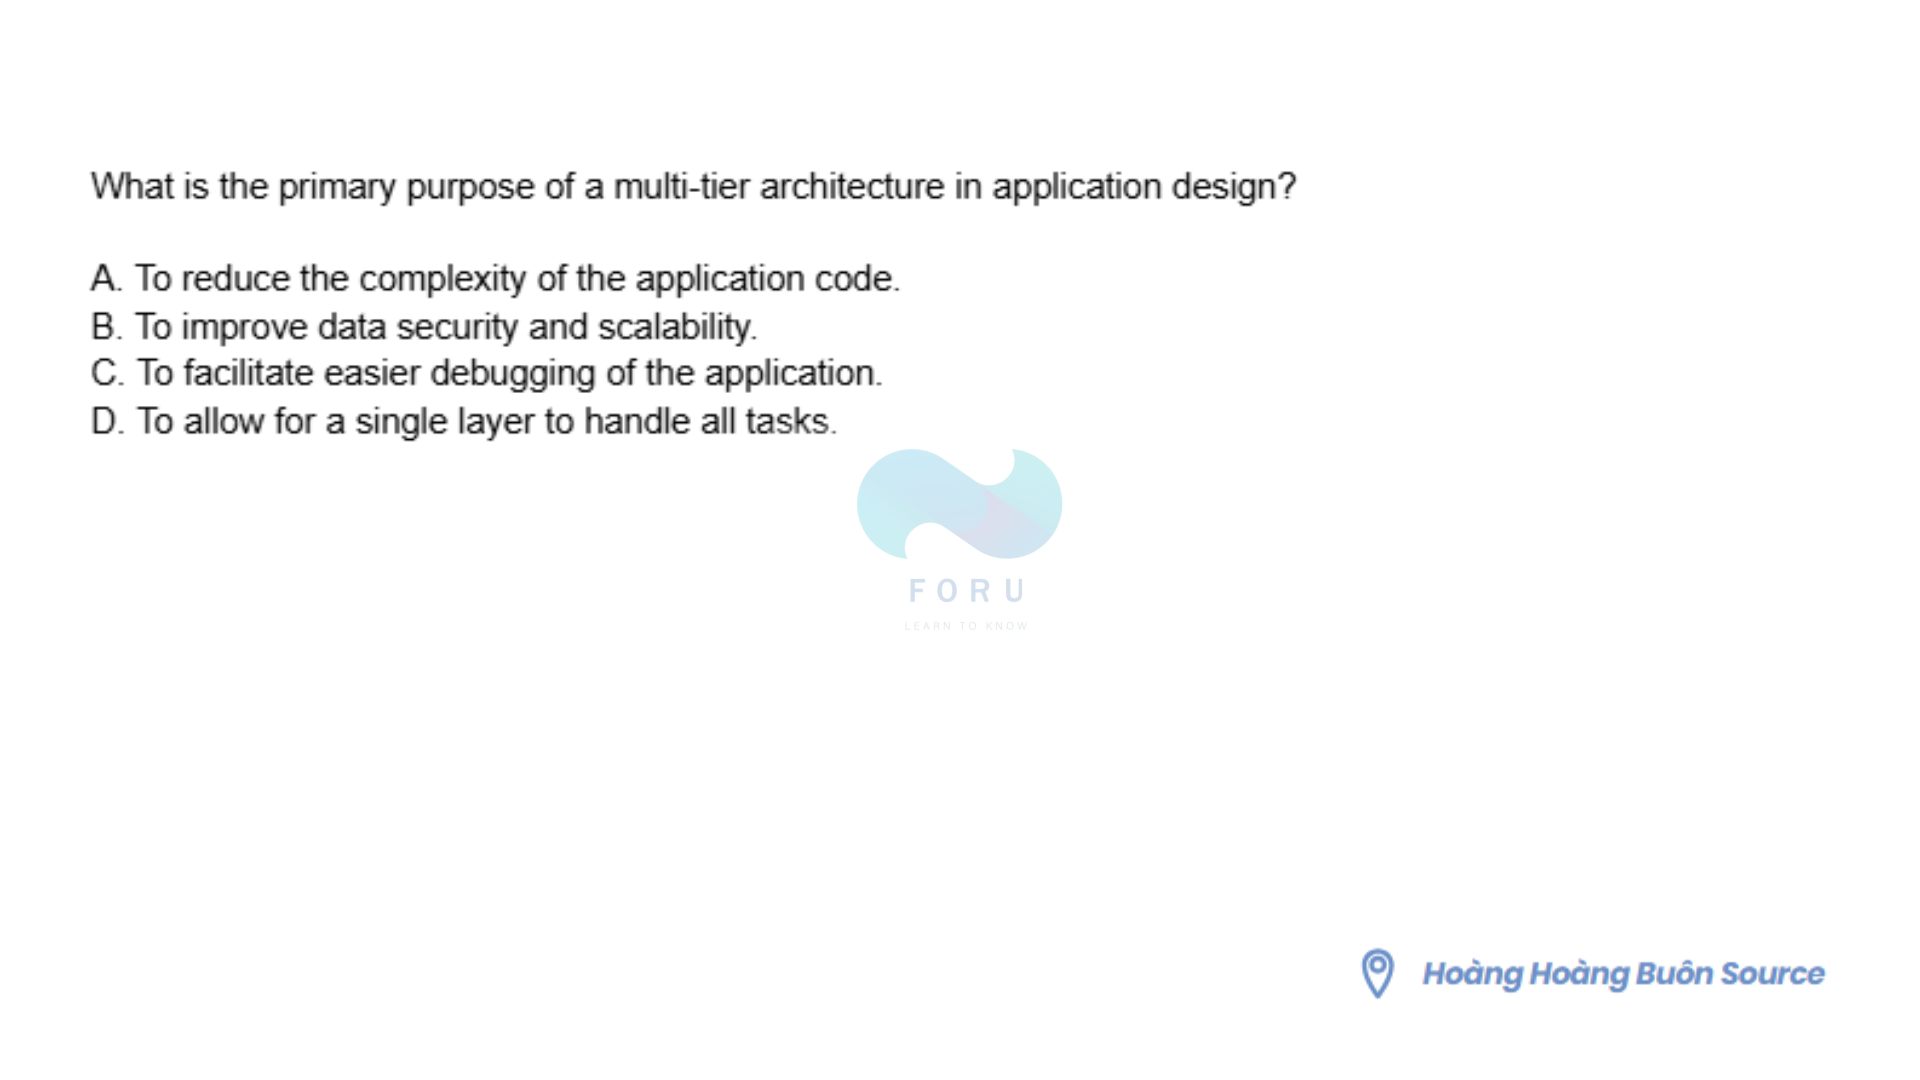 What is the primary purpose of a multi-tier architecture in application design?
A. To reduce the complexity of the application code.
B. To improve data security and scalability.
C. To facilitate easier debugging of the application.
D. To allow for a single layer to handle all tasks.
FORU
LEARN TO KNOW
Hoàng Hoàng Buôn Source